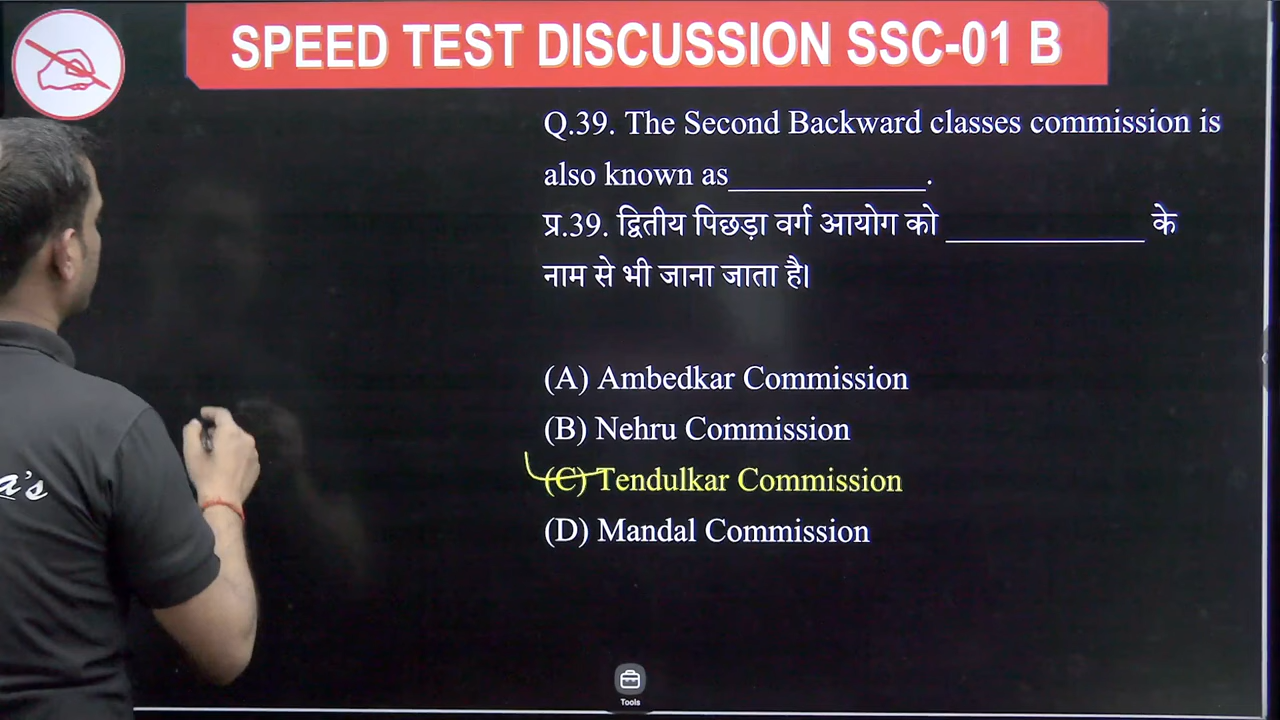 SPEED TEST DISCUSSION SSC-01 B
Q.39. The Second Backward classes commission is
also known as____________.
प्र.39. द्वितीय पिछड़ा वर्ग आयोग को ____________ के
नाम से भी जाना जाता है।
(A) Ambedkar Commission
(B) Nehru Commission
(C) Tendulkar Commission
(D) Mandal Commission
a's
Tools